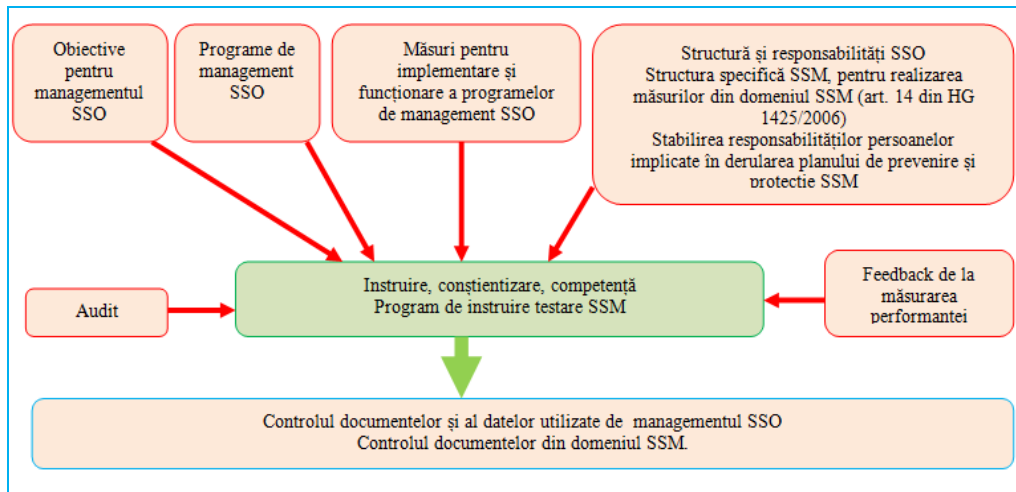 Obiective
pentru
managementul
SSO
Programe de
management
SSO
Măsuri pentru
implementare și
funcționare a programelor
de management SSO
Structură și responsabilități SSO
Structura specifică SSM, pentru realizarea
măsurilor din domeniul SSM (art. 14 din HG
1425/2006)
Stabilirea responsabilităților persoanelor
implicate în derularea planului de prevenire și
protecție SSM
Audit
Instruire, conștientizare, competență
Program de instruire testare SSM
Feedback de la
măsurarea
performanței
Controlul documentelor și al datelor utilizate de managementul SSO
Controlul documentelor din domeniul SSM.